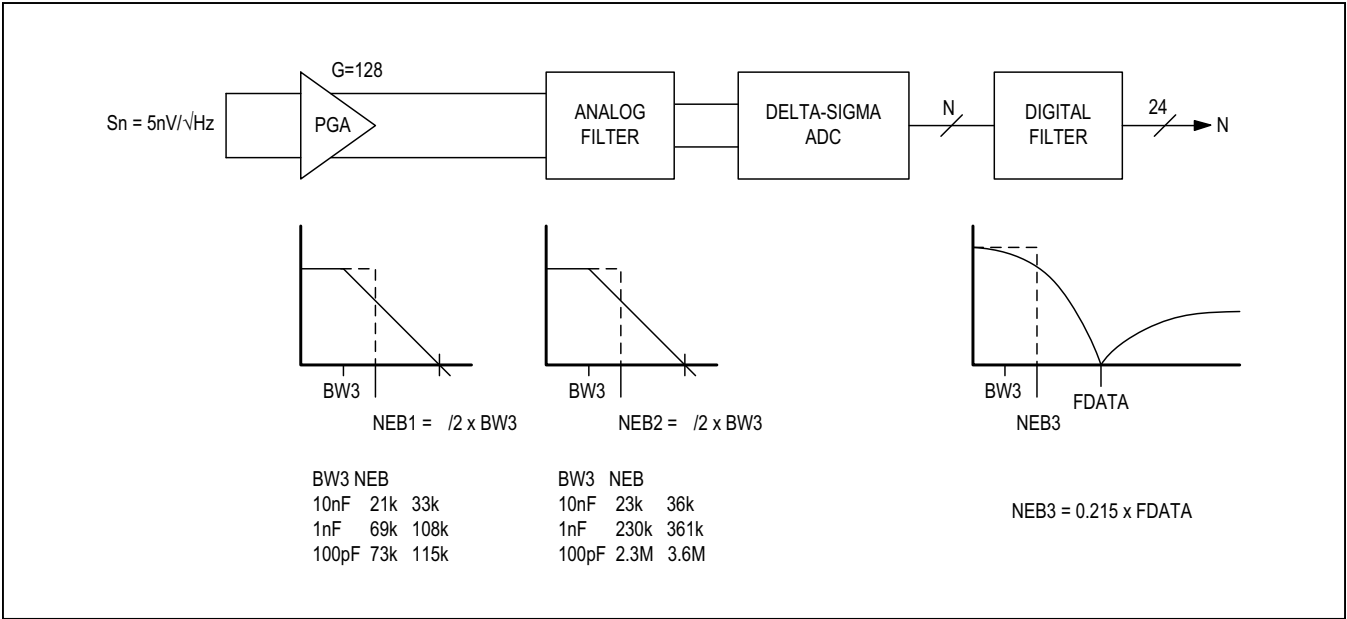 G=128
Sn = 5nV/√Hz
PGA
ANALOG
FILTER
DELTA-SIGMA
ADC
N
DIGITAL
FILTER
24
N
BW3
NEB1 = /2 x BW3
BW3
NEB2 = /2 x BW3
BW3
NEB3
FDATA
BW3 NEB
10nF 21k 33k
1nF 69k 108k
100pF 73k 115k
BW3 NEB
10nF 23k 36k
1nF 230k 361k
100pF 2.3M 3.6M
NEB3 = 0.215 x FDATA